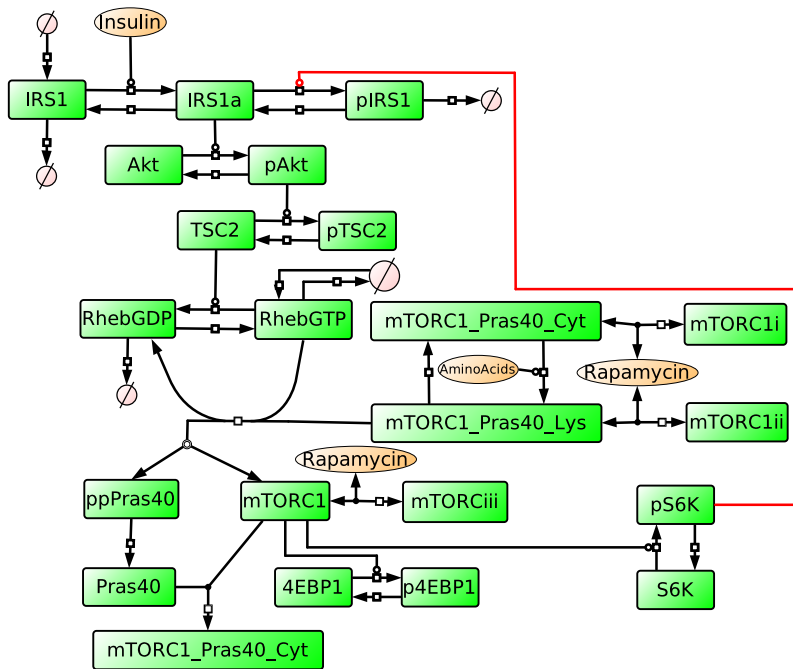 Insulin
IRS1
IRS1a
pIRS1
Akt
pAkt
TSC2
pTSC2
RhebGDP
RhebGTP
mTORC1_Pras40_Cyt
mTORC1i
AminoAcids
Rapamycin
mTORC1_Pras40_Lys
mTORC1ii
Rapamycin
ppPras40
mTORC1
mTORCiii
pS6K
Pras40
4EBP1
p4EBP1
S6K
mTORC1_Pras40_Cyt